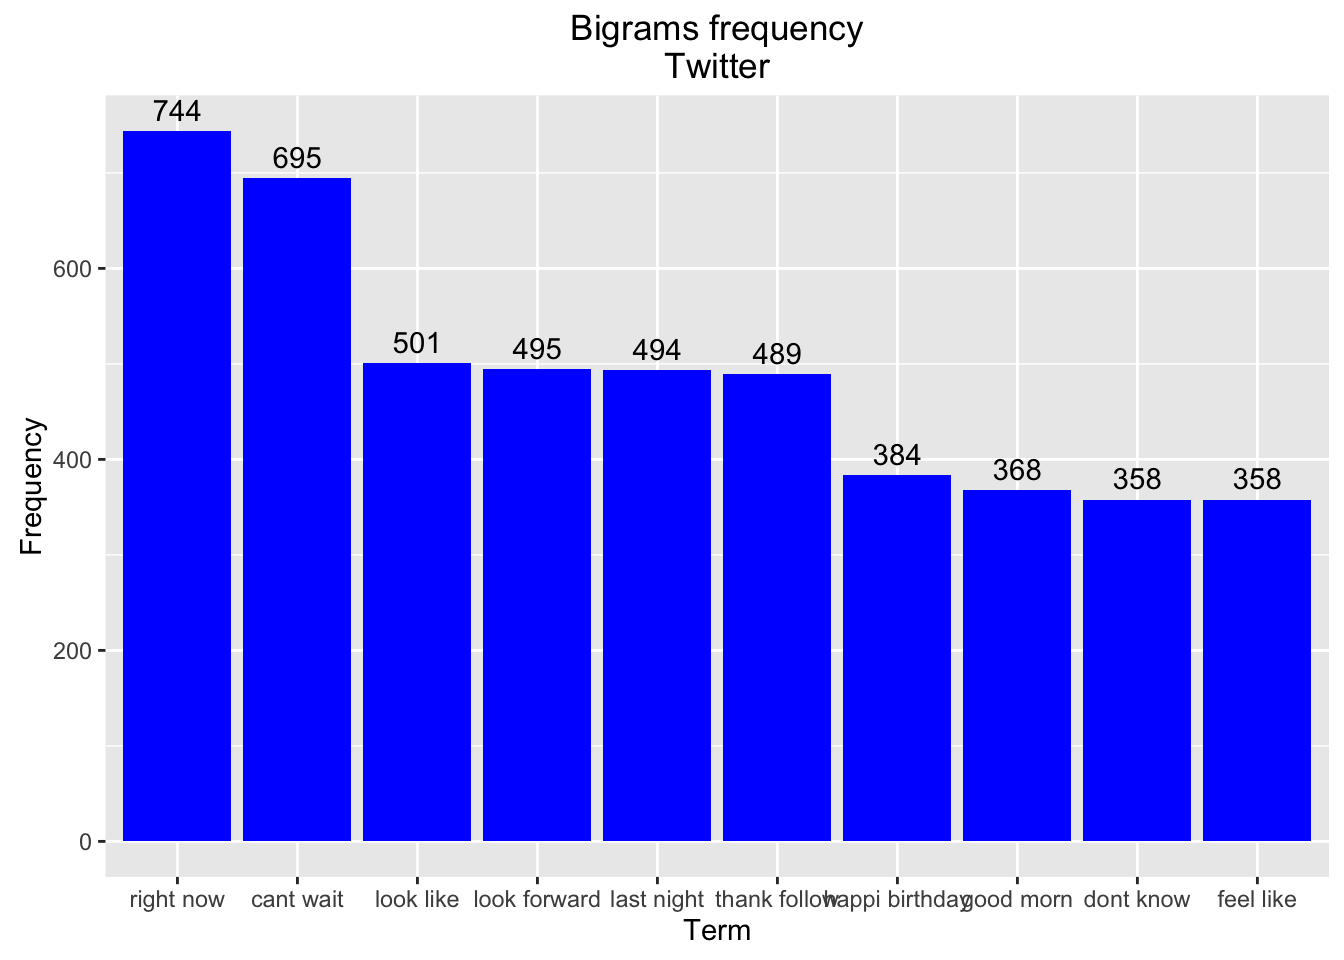 Bigrams frequency
Twitter
744
695
501
495
494
489
384
368
358
358
Frequency
600
400
200
0
right now cant wait look like look forward last night thank follow happi birthday good morn dont know feel like
Term